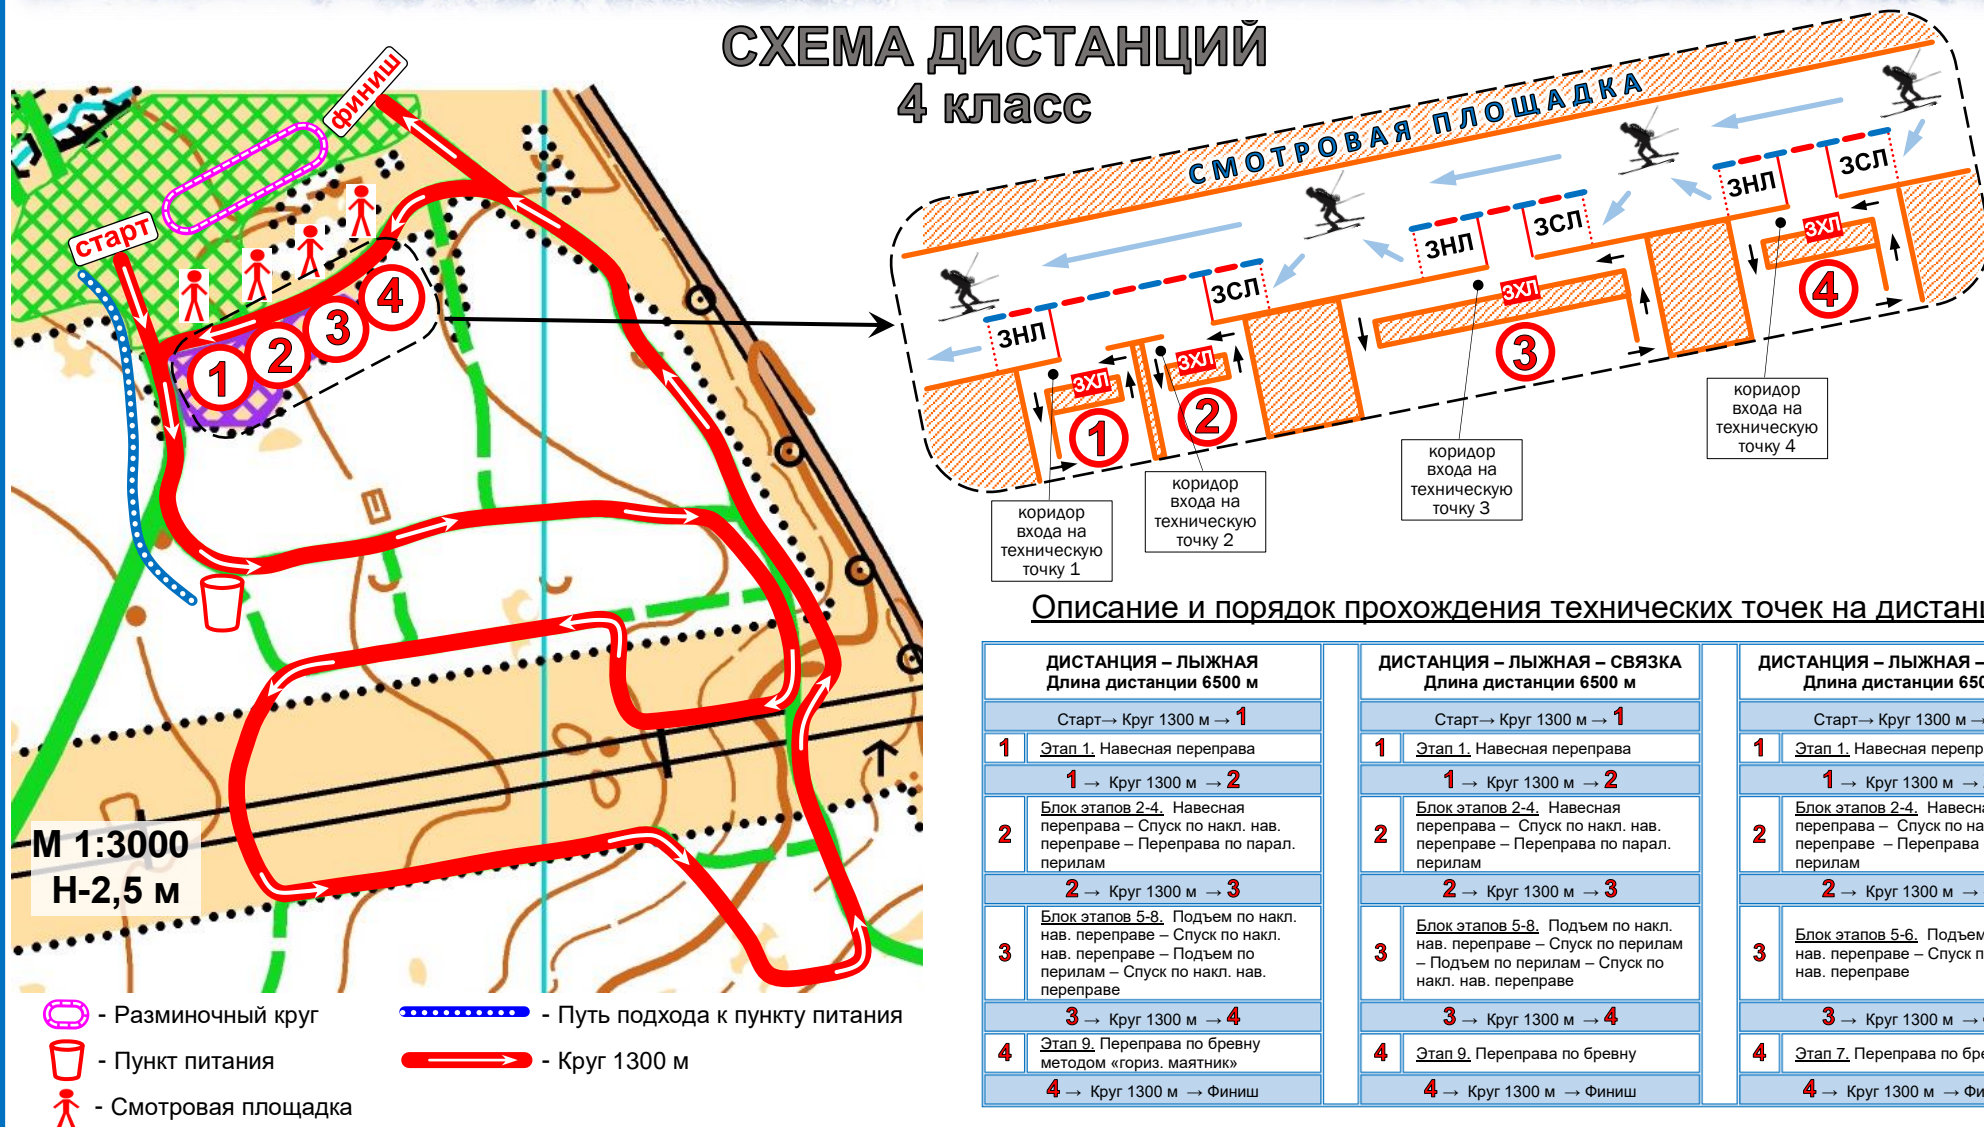 СХЕМА ДИСТАНЦИЙ
4 класс
финиш
старт
1
2
3
4
М 1:3000
Н-2,5 м
- Разминочный круг
- Пункт питания
- Смотровая площадка
- Путь подхода к пункту питания
- Круг 1300 м
СМОТРОВАЯ ПЛОЩАДКА
ЗНЛ
ЗСЛ
ЗНЛ
ЗСЛ
ЗНЛ
ЗСЛ
ЗХЛ
1
ЗХЛ
2
ЗХЛ
3
ЗХЛ
4
коридор
входа на
техническую
точку 1
коридор
входа на
техническую
точку 2
коридор
входа на
техническую
точку 3
коридор
входа на
техническую
точку 4
Описание и порядок прохождения технических точек на дистан
ДИСТАНЦИЯ – ЛЫЖНАЯ
Длина дистанции 6500 м
Старт→ Круг 1300 м → 1
1 Этап 1. Навесная переправа
1 → Круг 1300 м → 2
2 Блок этапов 2-4. Навесная
переправа – Спуск по накл. нав.
переправе – Переправа по парал.
перилам
2 → Круг 1300 м → 3
3 Блок этапов 5-8. Подъем по накл.
нав. переправе – Спуск по накл.
нав. переправе – Подъем по
перилам – Спуск по накл. нав.
переправе
3 → Круг 1300 м → 4
4 Этап 9. Переправа по бревну
методом «гориз. маятник»
4 → Круг 1300 м → Финиш
ДИСТАНЦИЯ – ЛЫЖНАЯ – СВЯЗКА
Длина дистанции 6500 м
Старт→ Круг 1300 м → 1
1 Этап 1. Навесная переправа
1 → Круг 1300 м → 2
2 Блок этапов 2-4. Навесная
переправа – Спуск по накл. нав.
переправе – Переправа по парал.
перилам
2 → Круг 1300 м → 3
3 Блок этапов 5-8. Подъем по накл.
нав. переправе – Спуск по перилам
– Подъем по перилам – Спуск по
накл. нав. переправе
3 → Круг 1300 м → 4
4 Этап 9. Переправа по бревну
4 → Круг 1300 м → Финиш
ДИСТАНЦИЯ – ЛЫЖНАЯ –
Длина дистанции 650
Старт→ Круг 1300 м →
1 Этап 1. Навесная перепр
1 → Круг 1300 м →
2 Блок этапов 2-4. Навесн
переправа – Спуск по на
переправе – Переправа
перилам
2 → Круг 1300 м →
3 Блок этапов 5-6. Подъем
нав. переправе – Спуск п
нав. переправе
3 → Круг 1300 м →
4 Этап 7. Переправа по бре
4 → Круг 1300 м → Фи